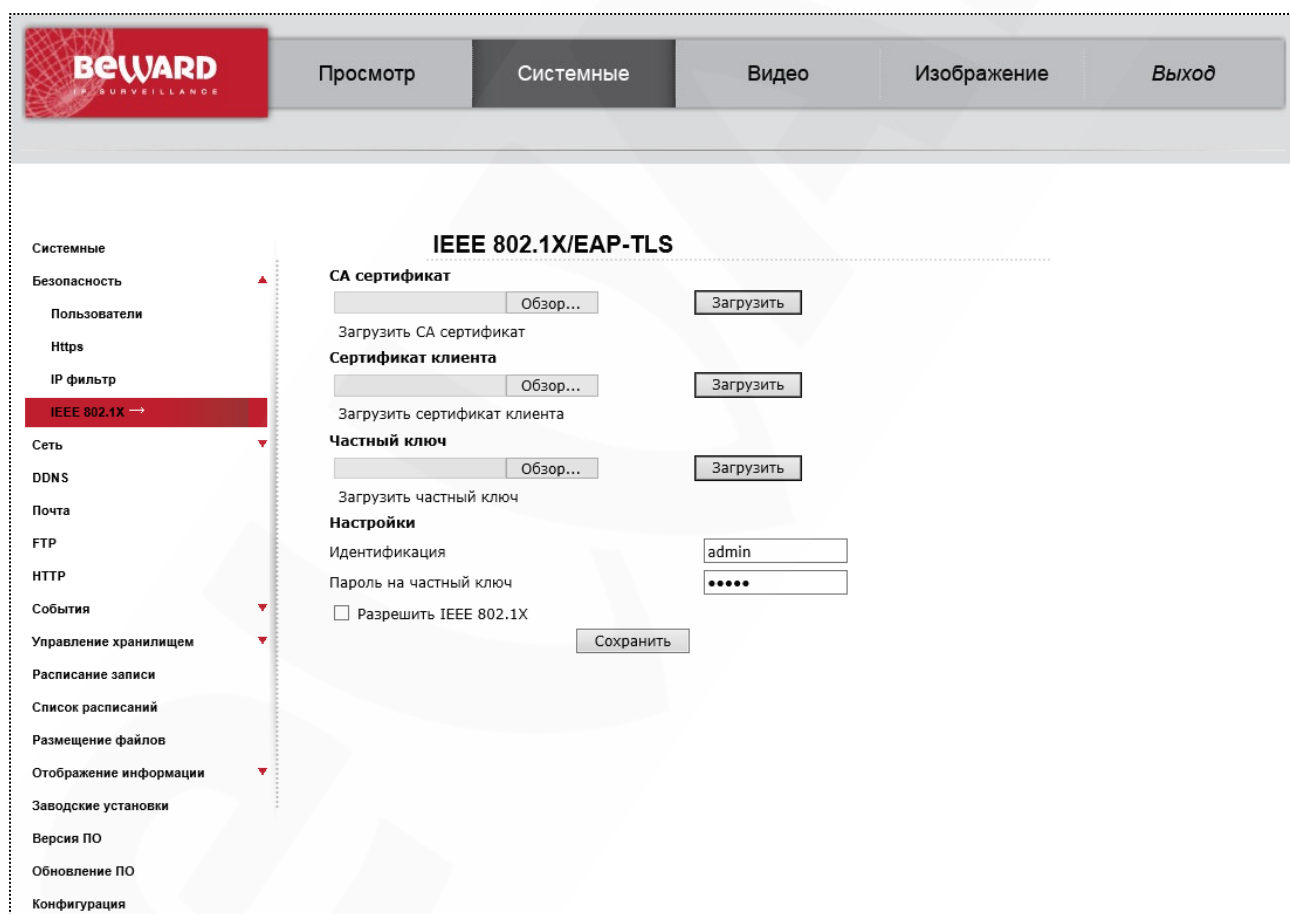 BEWARD
IP SURVEILLANCE
Просмотр
Системные
Видео
Изображение
Выход
Системные
Безопасность
Пользователи
Https
IP фильтр
IEEE 802.1X →
Сеть
DDNS
Почта
FTP
HTTP
События
Управление хранилищем
Расписание записи
Список расписаний
Размещение файлов
Отображение информации
Заводские установки
Версия ПО
Обновление ПО
Конфигурация
IEEE 802.1X/EAP-TLS
CA сертификат
Обзор... Загрузить
Загрузить CA сертификат
Сертификат клиента
Обзор... Загрузить
Загрузить сертификат клиента
Частный ключ
Обзор... Загрузить
Загрузить частный ключ
Настройки
Идентификация admin
Пароль на частный ключ •••••
Разрешить IEEE 802.1X
Сохранить